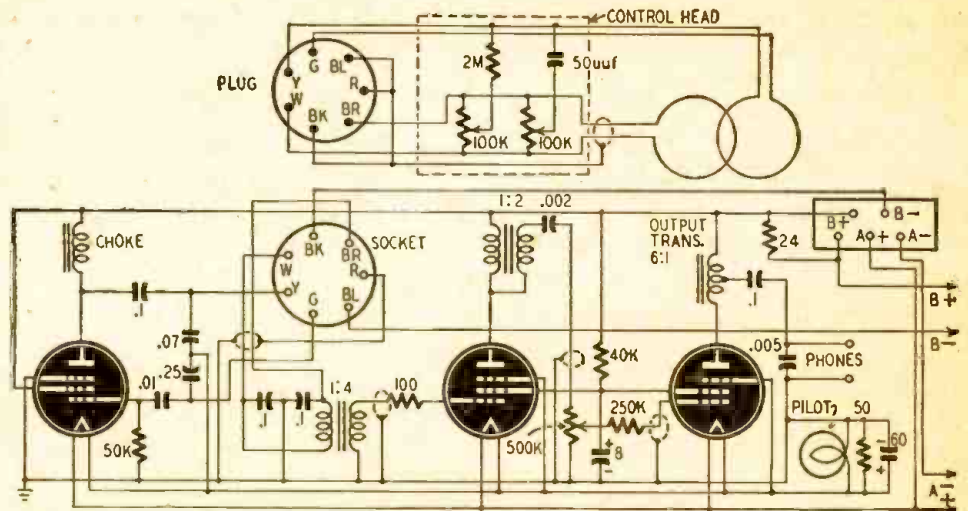 CONTROL HEAD
PLUG
G
BL
Y
R
W
BK
BR
2M
50uuf
100K
100K
CHOKE
.1
.07
.25
.01
50K
BK
SOCKET
BR
W
R
Y
G
BL
1:4
.1
.1
100
1:2
.002
40K
250K
500K
+
8
-
OUTPUT
TRANS.
6:1
.1
.005
PHONES
PILOT
50
60
-
+
24
B-
B+
A+
A-
B+
B-
A-
+